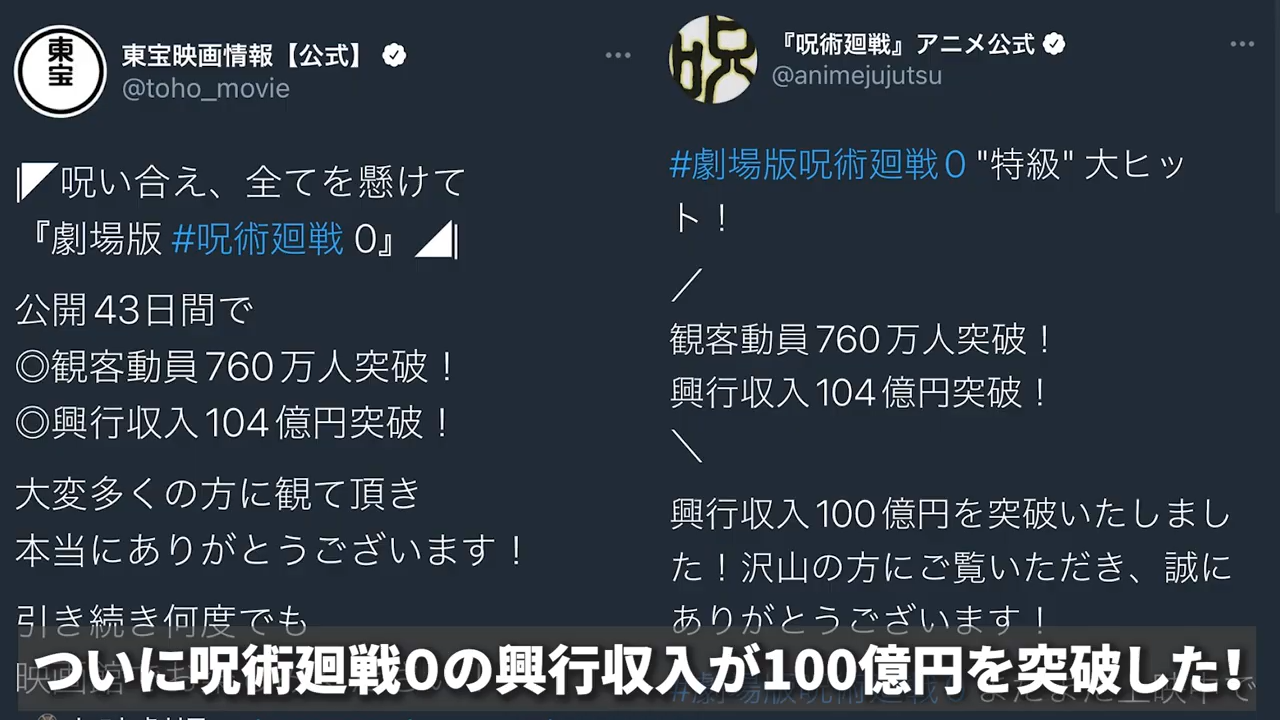 東宝
東宝映画情報【公式】
@toho_movie
呪い合え、全てを懸けて
『劇場版 #呪術廻戦 0』
公開43日間で
◎観客動員760万人突破！
◎興行収入104億円突破！
大変多くの方に観て頂き
本当にありがとうございます！
引き続き何度でも
呪
『呪術廻戦』アニメ公式
@animejujutsu
#劇場版呪術廻戦0 "特級" 大ヒッ
ト！
／
観客動員760万人突破！
興行収入104億円突破！
＼
興行収入100億円を突破いたしまし
た！沢山の方にご覧いただき、誠に
ありがとうございます！
ついに呪術廻戦0の興行収入が100億円を突破した!